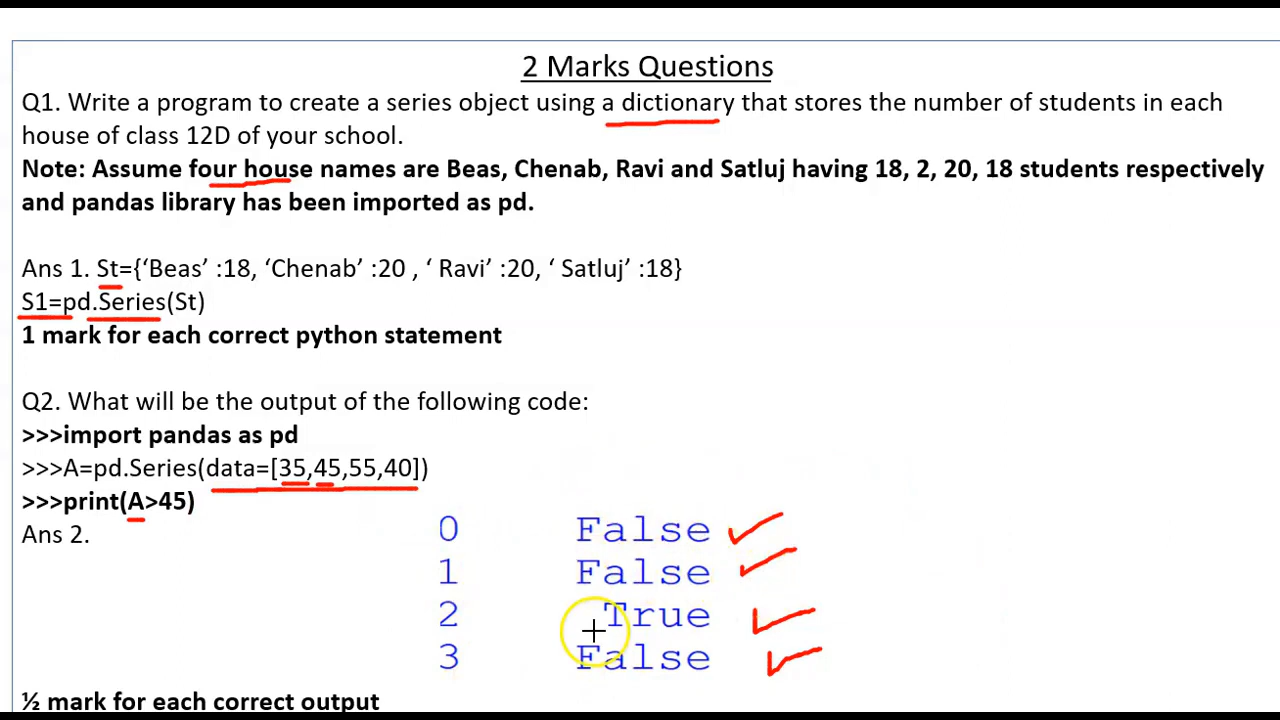 2 Marks Questions
Q1. Write a program to create a series object using a dictionary that stores the number of students in each
house of class 12D of your school.
Note: Assume four house names are Beas, Chenab, Ravi and Satluj having 18, 2, 20, 18 students respectively
and pandas library has been imported as pd.
Ans 1. St={‘Beas’ :18, ‘Chenab’ :20 , ‘ Ravi’ :20, ‘ Satluj’ :18}
S1=pd.Series(St)
1 mark for each correct python statement
Q2. What will be the output of the following code:
>>>import pandas as pd
>>>A=pd.Series(data=[35,45,55,40])
>>>print(A>45)
Ans 2.
0 False
1 False
2 True
3 False
½ mark for each correct output